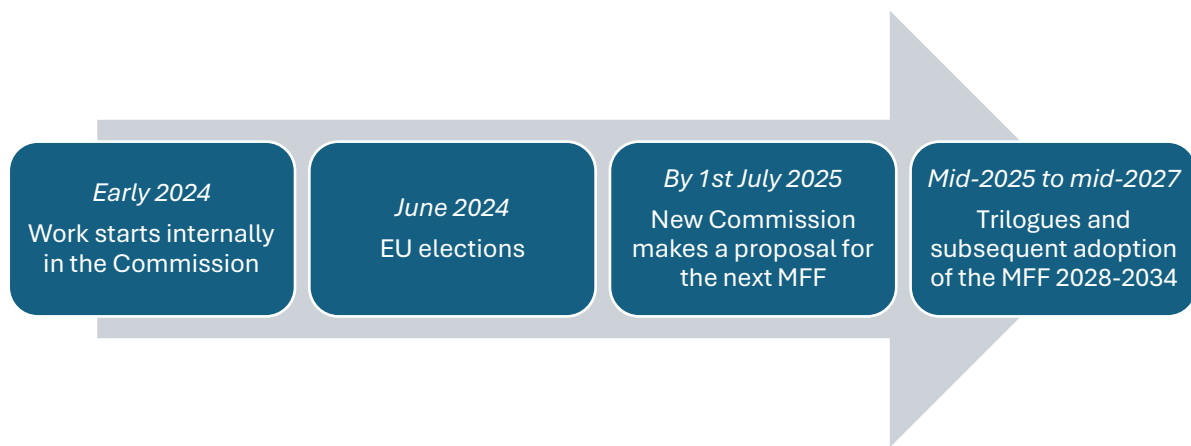 Early 2024
Work starts internally
in the Commission
June 2024
EU elections
By 1st July 2025
New Commission
makes a proposal for
the next MFF
Mid-2025 to mid-2027
Trilogues and
subsequent adoption
of the MFF 2028-2034